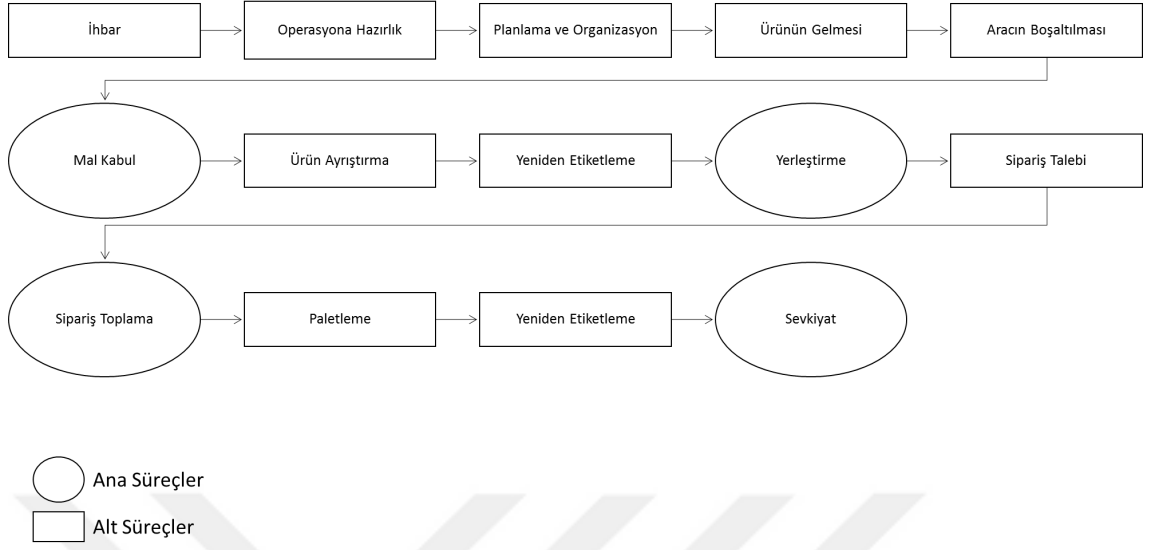 İhbar
Operasyona Hazırlık
Planlama ve Organizasyon
Ürünün Gelmesi
Aracın Boşaltılması
Mal Kabul
Ürün Ayrıştırma
Yeniden Etiketleme
Yerleştirme
Sipariş Talebi
Sipariş Toplama
Paletleme
Yeniden Etiketleme
Sevkiyat
Ana Süreçler
Alt Süreçler